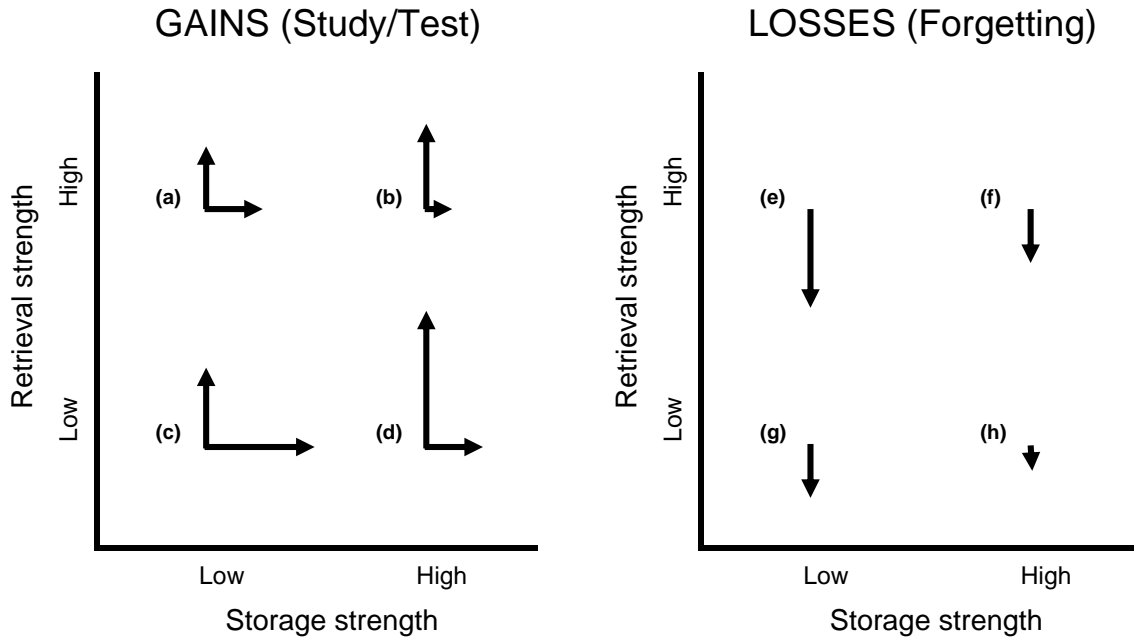 GAINS (Study/Test)
LOSSES (Forgetting)
Retrieval strength
High
Low
(a)
(b)
(c)
(d)
Low
High
Storage strength
Retrieval strength
High
Low
(e)
(f)
(g)
(h)
Low
High
Storage strength